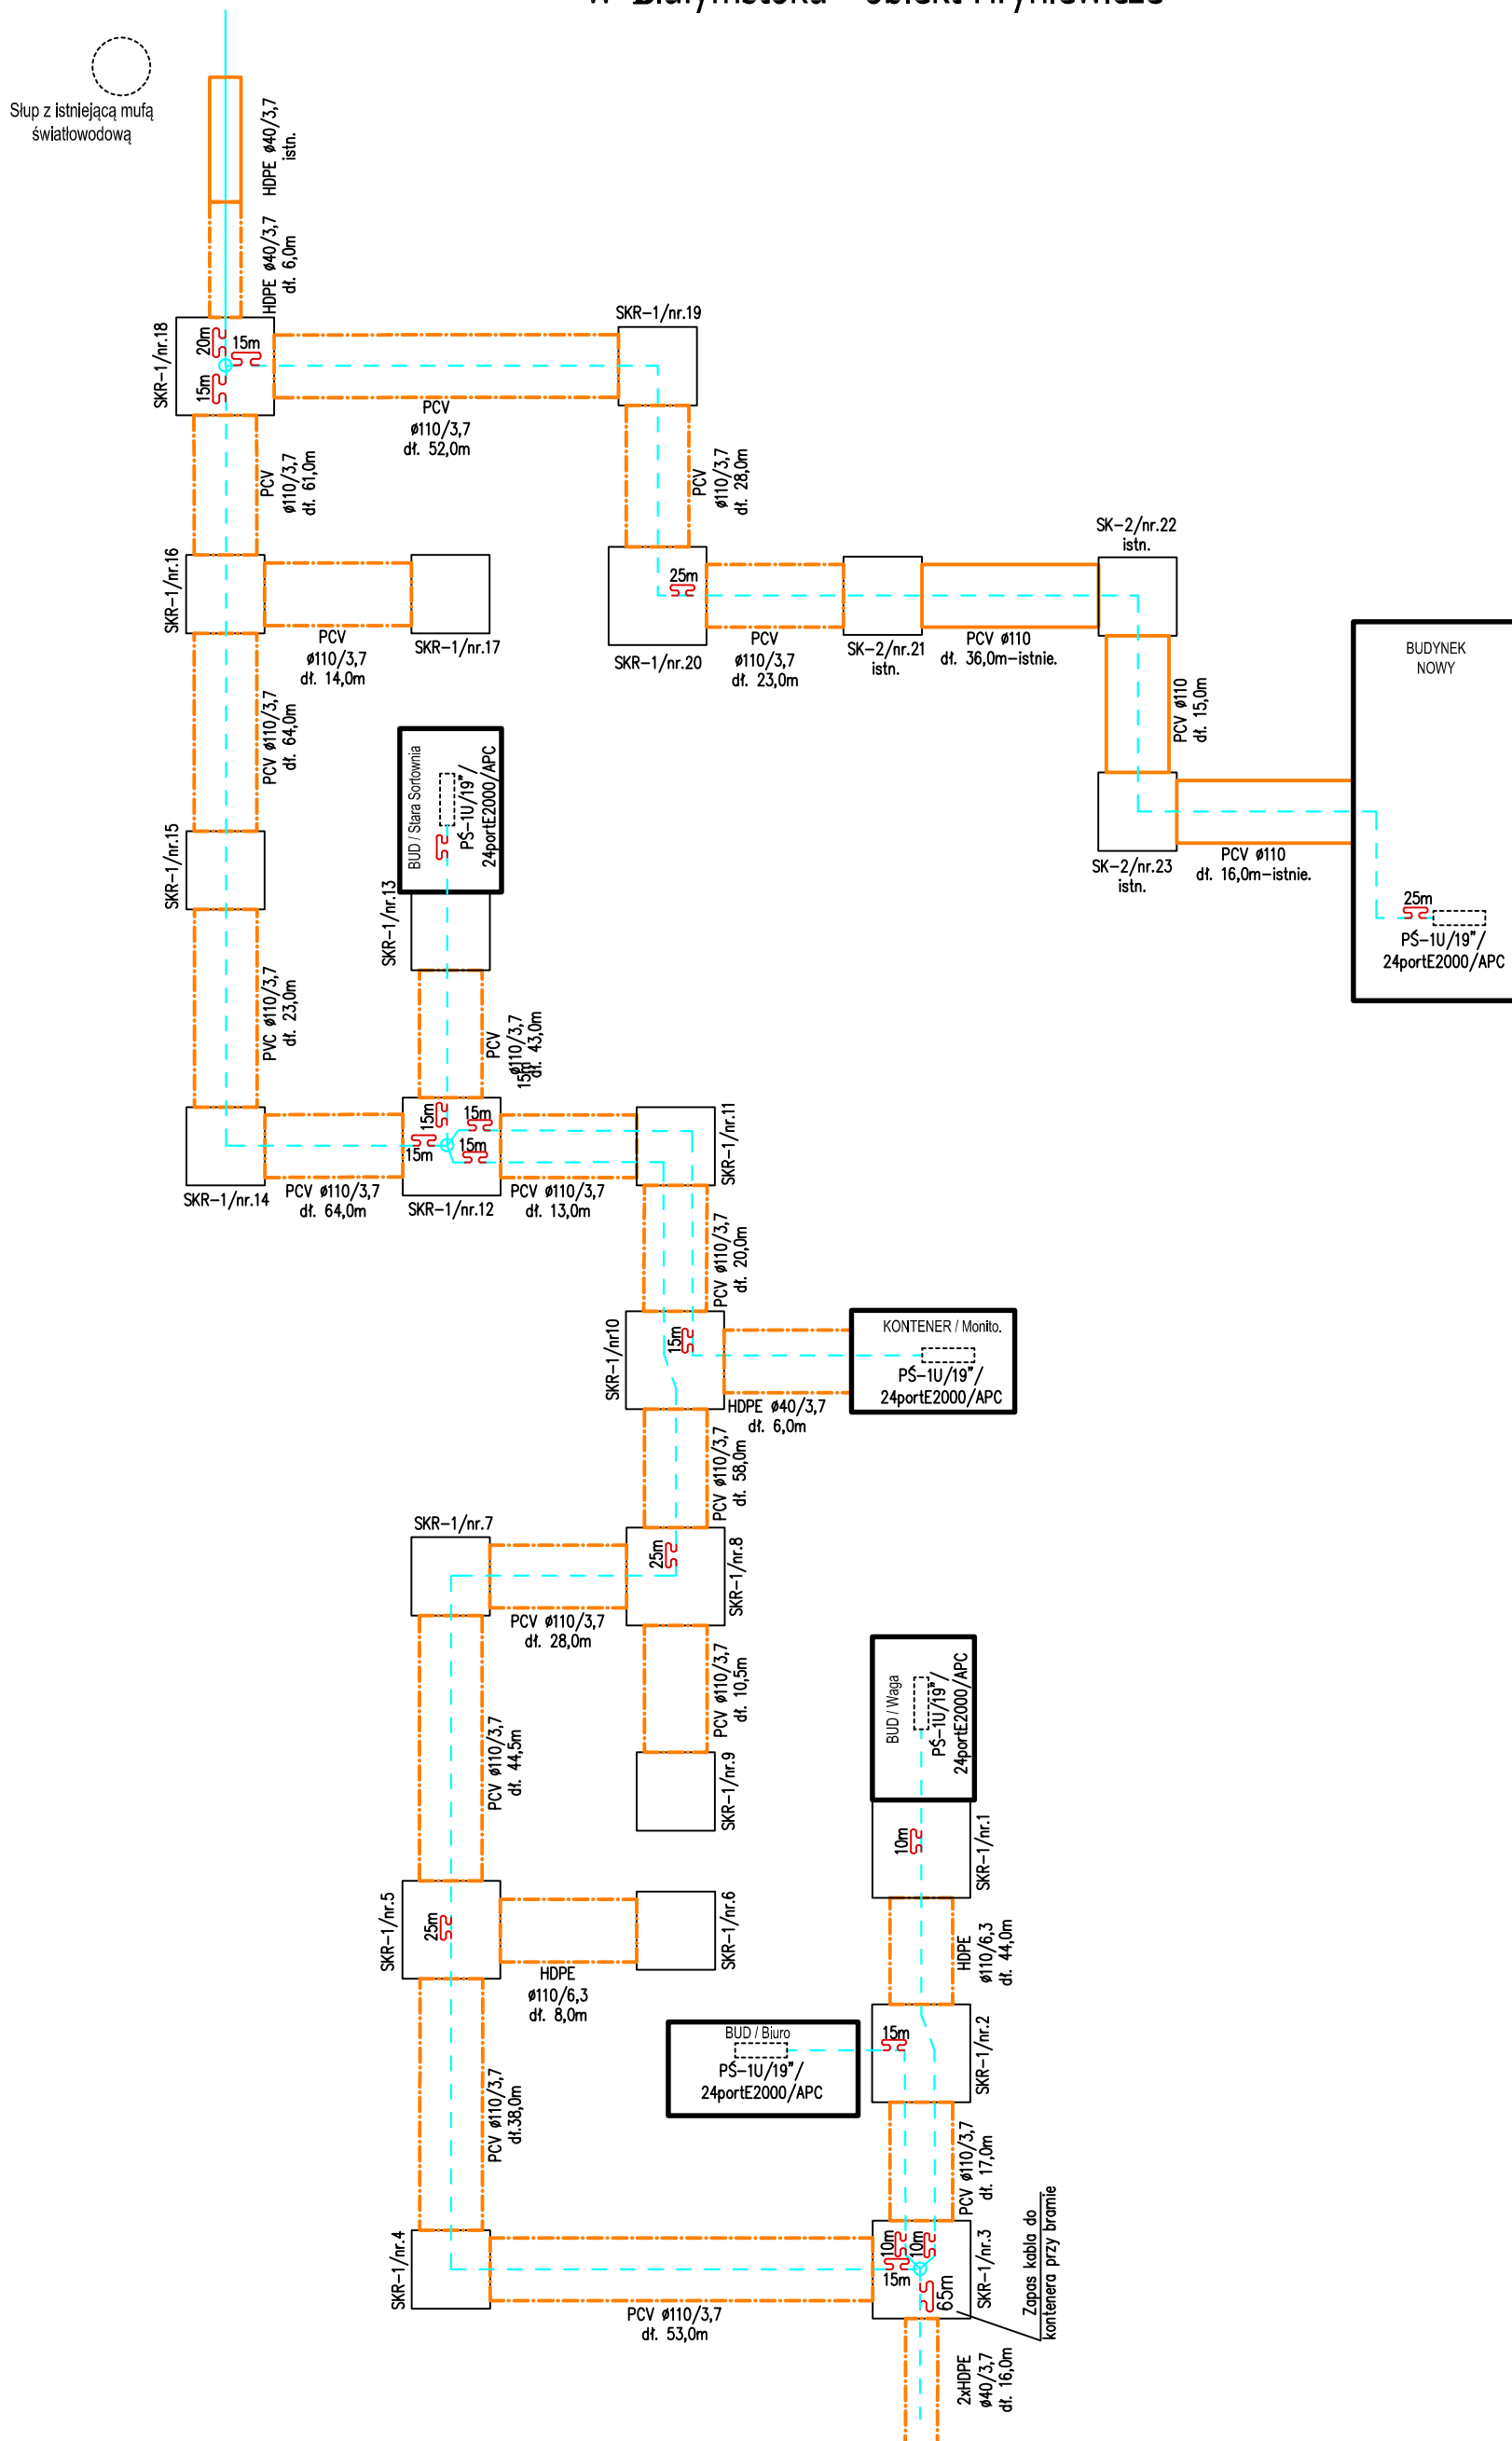 w Białymstoku - obiekt Hryniewicze
Słup z istniejącą mufą
światłowodową
HDPE ø40/3,7
istn.
HDPE ø40/3,7
dł. 6,0m
SKR-1/nr.18
20m
15m
15m
PCV
ø110/3,7
dł. 52,0m
SKR-1/nr.19
PCV
ø110/3,7
dł. 61,0m
PCV
ø110/3,7
dł. 28,0m
SKR-1/nr.16
PCV
ø110/3,7
dł. 14,0m
SKR-1/nr.17
25m
SKR-1/nr.20
PCV
ø110/3,7
dł. 23,0m
SK-2/nr.21
istn.
PCV ø110
dł. 36,0m-istnie.
SK-2/nr.22
istn.
PCV ø110
dł. 15,0m
SK-2/nr.23
istn.
PCV ø110
dł. 16,0m-istnie.
BUDYNEK
NOWY
25m
PŚ-1U/19"/
24portE2000/APC
PCV ø110/3,7
dł. 64,0m
BUD / Stara Sortownia
PŚ-1U/19"/
24portE2000/APC
SKR-1/nr.15
SKR-1/nr.13
PVC ø110/3,7
dł. 23,0m
PCV
ø110/3,7
15m
dł. 43,0m
SKR-1/nr.14
PCV ø110/3,7
dł. 64,0m
15m
15m
15m
15m
SKR-1/nr.12
PCV ø110/3,7
dł. 13,0m
SKR-1/nr.11
PCV ø110/3,7
dł. 20,0m
SKR-1/nr10
15m
HDPE ø40/3,7
dł. 6,0m
KONTENER / Monito.
PŚ-1U/19"/
24portE2000/APC
PCV ø110/3,7
dł. 58,0m
SKR-1/nr.7
PCV ø110/3,7
dł. 28,0m
25m
SKR-1/nr.8
PCV ø110/3,7
dł. 10,5m
SKR-1/nr.9
PCV ø110/3,7
dł. 44,5m
BUD / Waga
PŚ-1U/19"/
24portE2000/APC
10m
SKR-1/nr.1
SKR-1/nr.5
25m
HDPE
ø110/6,3
dł. 8,0m
SKR-1/nr.6
HDPE
ø110/6,3
dł. 44,0m
BUD / Biuro
PŚ-1U/19"/
24portE2000/APC
15m
SKR-1/nr.2
PCV ø110/3,7
dł.38,0m
PCV ø110/3,7
dł. 17,0m
SKR-1/nr.4
PCV ø110/3,7
dł. 53,0m
10m
10m
15m
65m
SKR-1/nr.3
Zapas kabla do
kontenera przy bramie
2xHDPE
ø40/3,7
dł. 16,0m